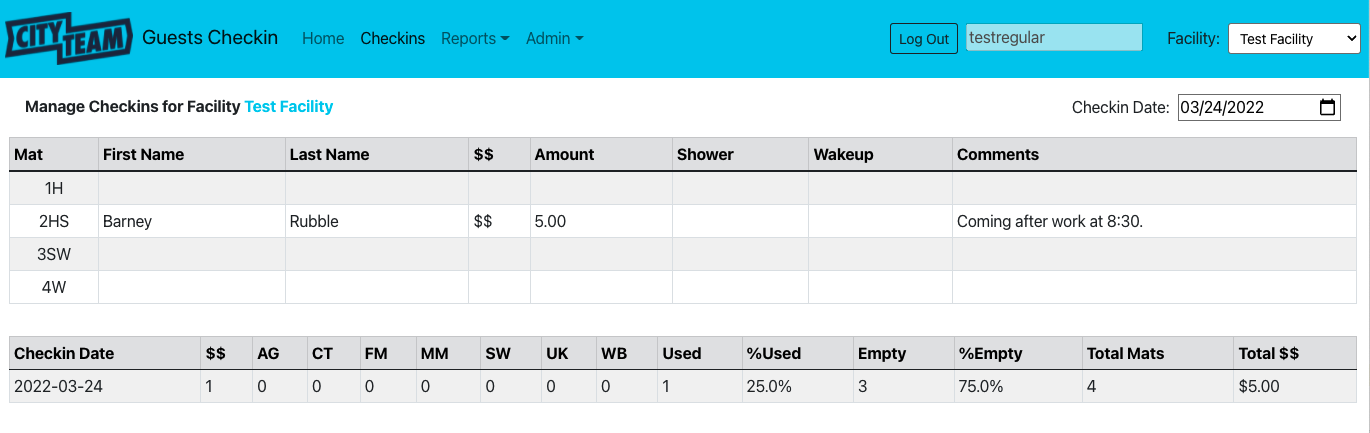 CITY TEAM Guests Checkin Home Checkins Reports Admin Log Out testregular Facility: Test Facility
Manage Checkins for Facility Test Facility Checkin Date: 03/24/2022
Mat First Name Last Name $$ Amount Shower Wakeup Comments
1H
2HS Barney Rubble $$ 5.00 Coming after work at 8:30.
3SW
4W
Checkin Date $$ AG CT FM MM SW UK WB Used %Used Empty %Empty Total Mats Total $$
2022-03-24 1 0 0 0 0 0 0 0 1 25.0% 3 75.0% 4 $5.00